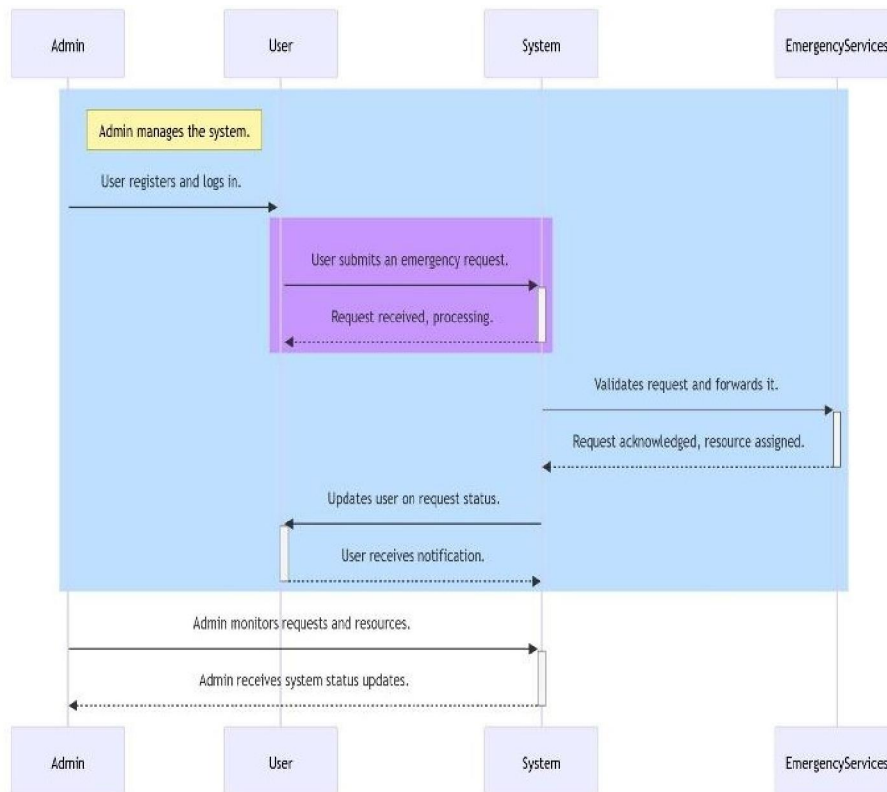 Admin
User
System
EmergencyServices
Admin manages the system.
User registers and logs in.
User submits an emergency request.
Request received, processing.
Validates request and forwards it.
Request acknowledged, resource assigned.
Updates user on request status.
User receives notification.
Admin monitors requests and resources.
Admin receives system status updates.
Admin
User
System
EmergencyServices